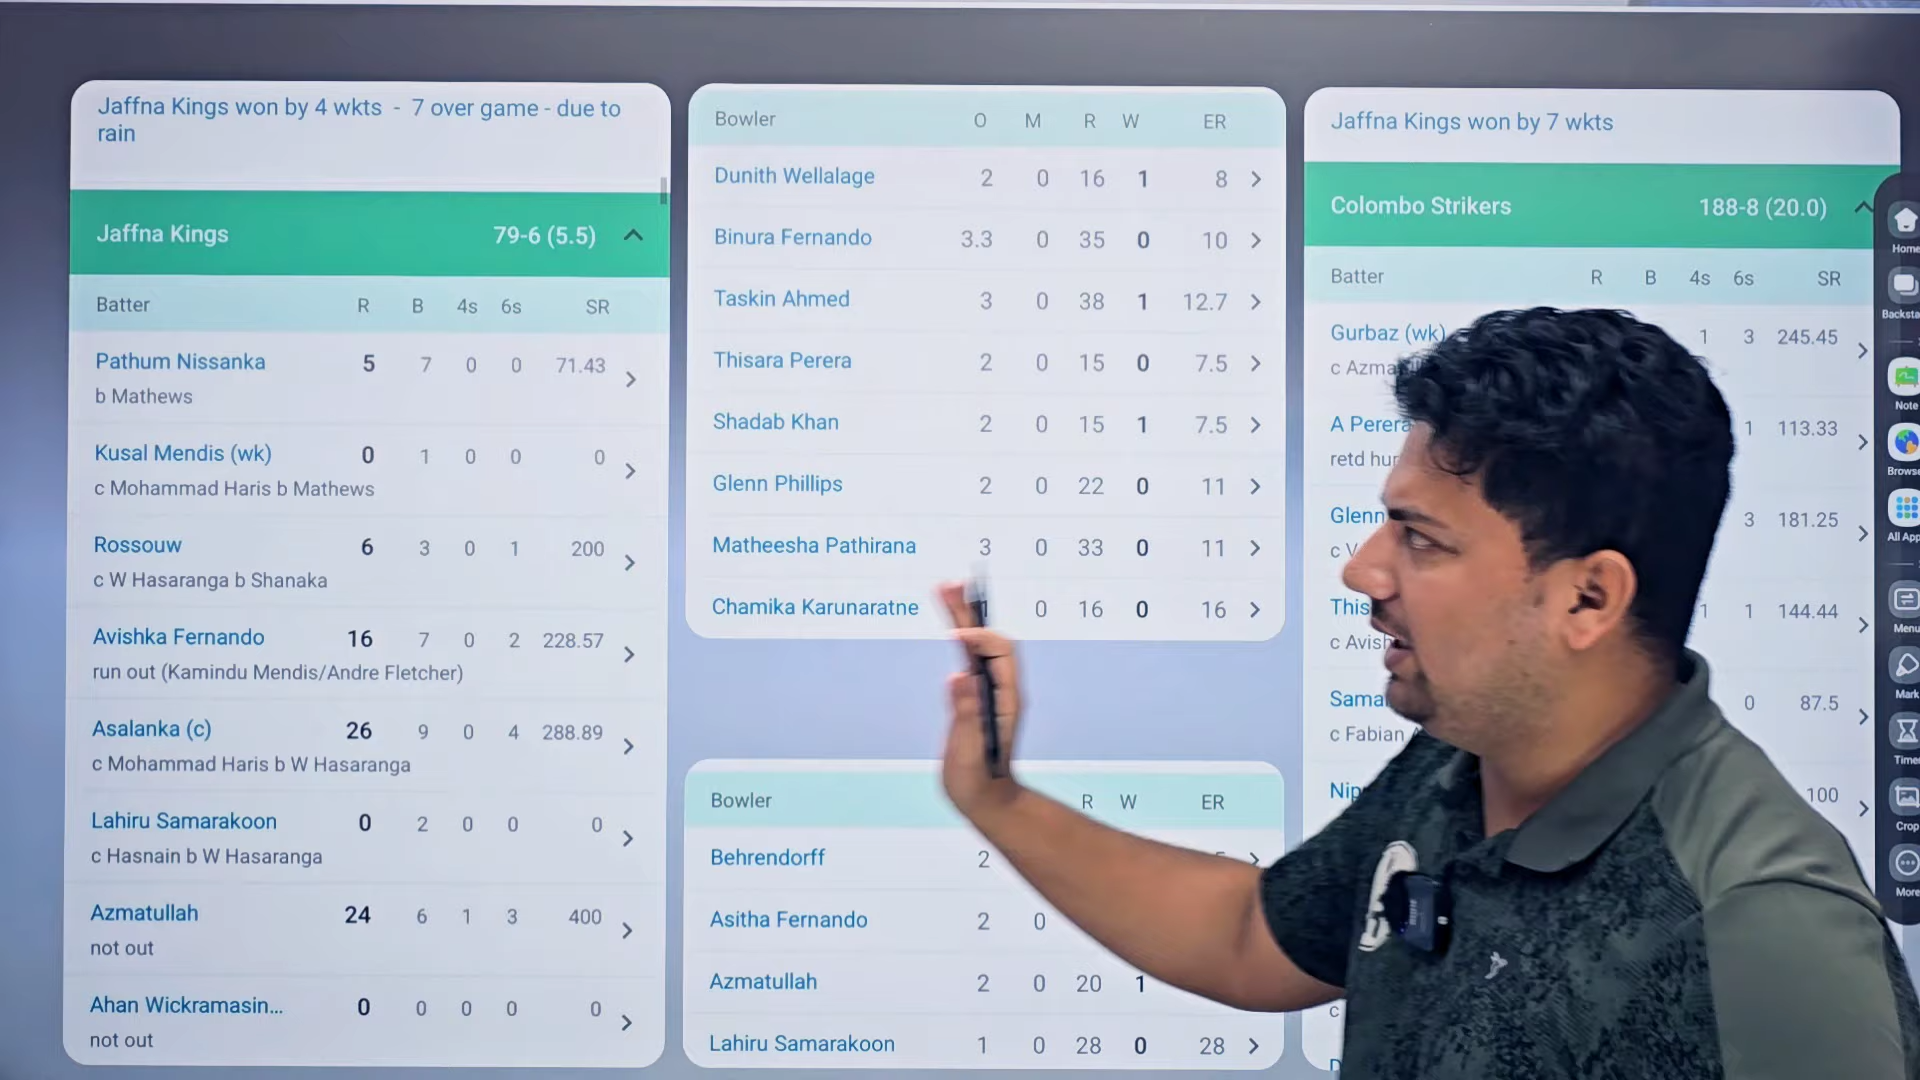 Jaffna Kings won by 4 wkts - 7 over game - due to
rain
Jaffna Kings 79-6 (5.5)
Batter R B 4s 6s SR
Pathum Nissanka 5 7 0 0 71.43
b Mathews
Kusal Mendis (wk) 0 1 0 0 0
c Mohammad Haris b Mathews
Rossouw 6 3 0 1 200
c W Hasaranga b Shanaka
Avishka Fernando 16 7 0 2 228.57
run out (Kamindu Mendis/Andre Fletcher)
Asalanka (c) 26 9 0 4 288.89
c Mohammad Haris b W Hasaranga
Lahiru Samarakoon 0 2 0 0 0
c Hasnain b W Hasaranga
Azmatullah 24 6 1 3 400
not out
Ahan Wickramasin... 0 0 0 0 0
not out
Bowler O M R W ER
Dunith Wellalage 2 0 16 1 8
Binura Fernando 3.3 0 35 0 10
Taskin Ahmed 3 0 38 1 12.7
Thisara Perera 2 0 15 0 7.5
Shadab Khan 2 0 15 1 7.5
Glenn Phillips 2 0 22 0 11
Matheesha Pathirana 3 0 33 0 11
Chamika Karunaratne 1 0 16 0 16
Bowler R W ER
Behrendorff 2
Asitha Fernando 2 0
Azmatullah 2 0 20 1
Lahiru Samarakoon 1 0 28 0 28
Jaffna Kings won by 7 wkts
Colombo Strikers 188-8 (20.0)
Batter R B 4s 6s SR
Gurbaz (wk) 1 3 245.45
c
A Perera 1 113.33
retd
Glenn 3 181.25
c
1 1 144.44
c
0 87.5
c Fabian
100
c
Home
Note
Menu
Mark
Crop
More